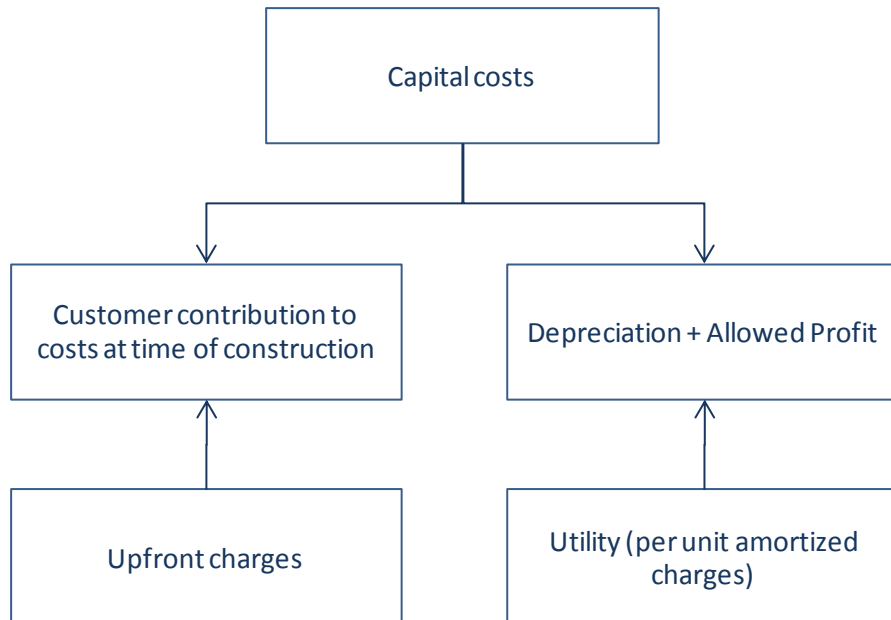 Capital costs
Customer contribution to
costs at time of construction
Depreciation + Allowed Profit
Upfront charges
Utility (per unit amortized
charges)